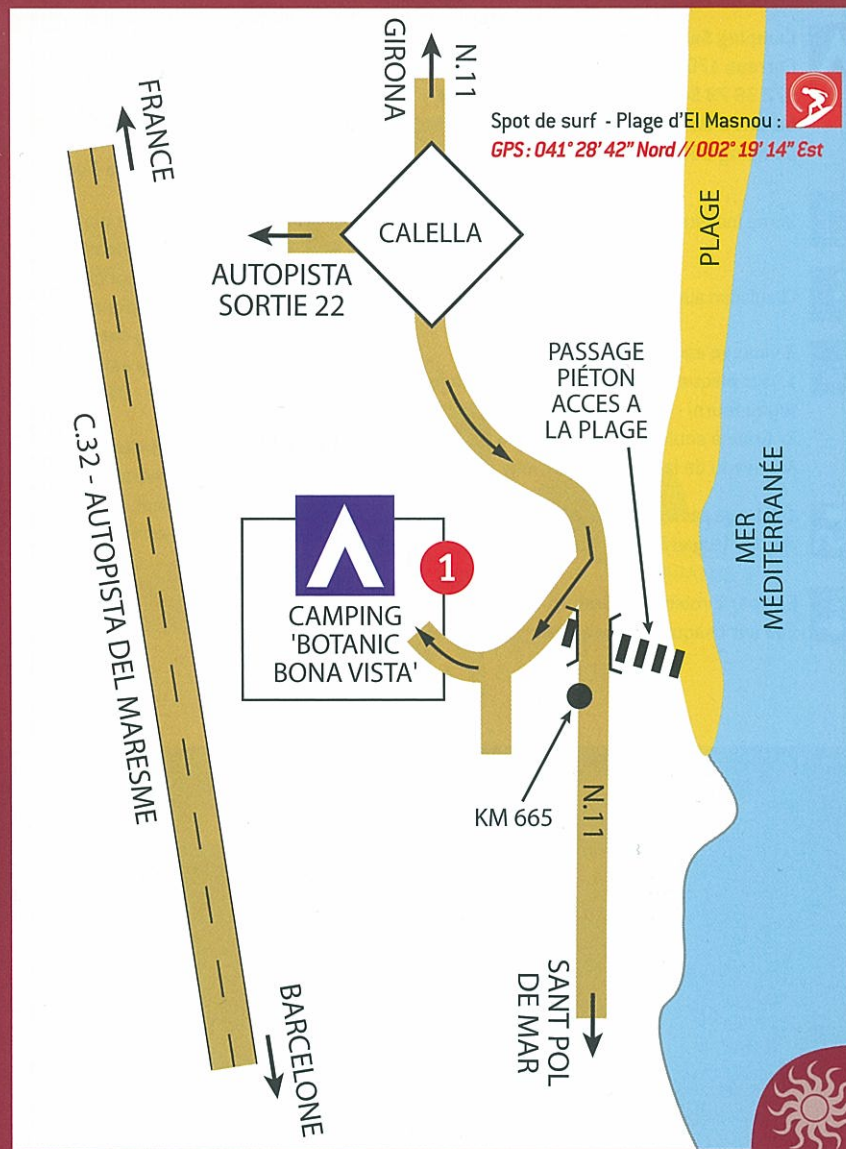 GIRONA
N.11
FRANCE
Spot de surf - Plage d'El Masnou :
GPS : 041° 28' 42" Nord // 002° 19' 14" Est
CALELLA
PLAGE
AUTOPISTA
SORTIE 22
PASSAGE
PIÉTON
ACCES A
LA PLAGE
MER
MÉDITERRANÉE
C.32 - AUTOPISTA DEL MARESME
1
CAMPING
'BOTANIC
BONA VISTA'
KM 665
N.11
SANT POL
DE MAR
BARCELONE